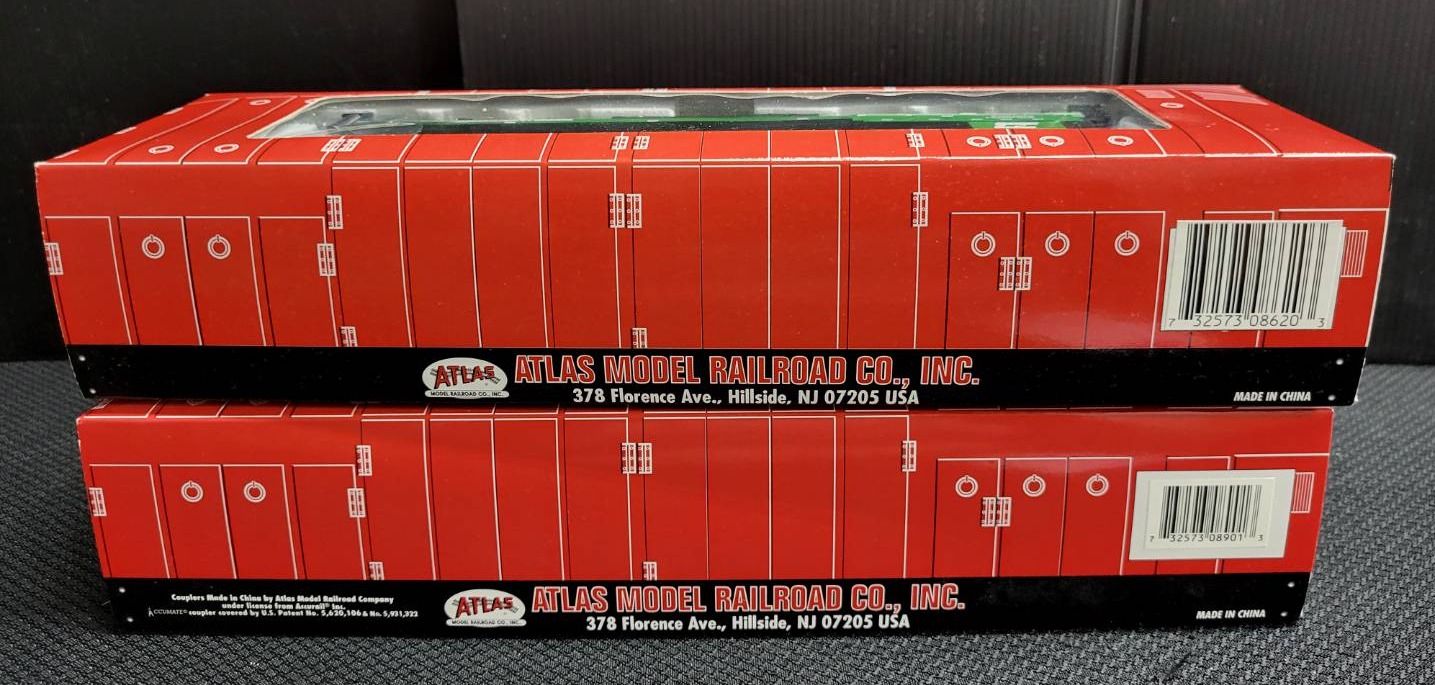 7 32573 08620 3
ATLAS
MODEL RAILROAD CO., INC.
ATLAS MODEL RAILROAD CO., INC.
378 Florence Ave., Hillside, NJ 07205 USA
MADE IN CHINA
7 32573 08901 3
Couplers Made in China by Atlas Model Railroad Company
under license from Accurail® Inc.
ACCUMATE® coupler covered by U.S. Patent No. 5,620,106 & No. 5,931,322
ATLAS
MODEL RAILROAD CO., INC.
ATLAS MODEL RAILROAD CO., INC.
378 Florence Ave., Hillside, NJ 07205 USA
MADE IN CHINA